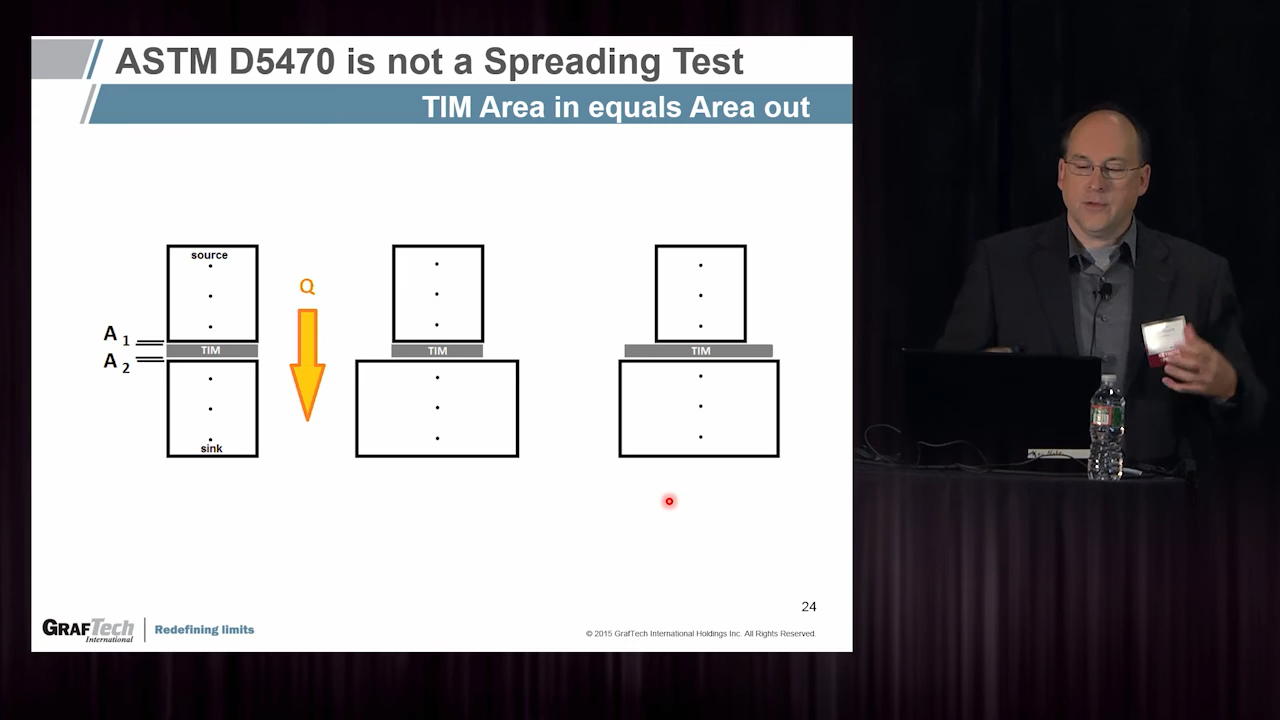 ASTM D5470 is not a Spreading Test
TIM Area in equals Area out
source
Q
A 1
A 2
TIM
TIM
TIM
sink
24
GRAFTech
International
Redefining limits
© 2015 GrafTech International Holdings Inc. All Rights Reserved.